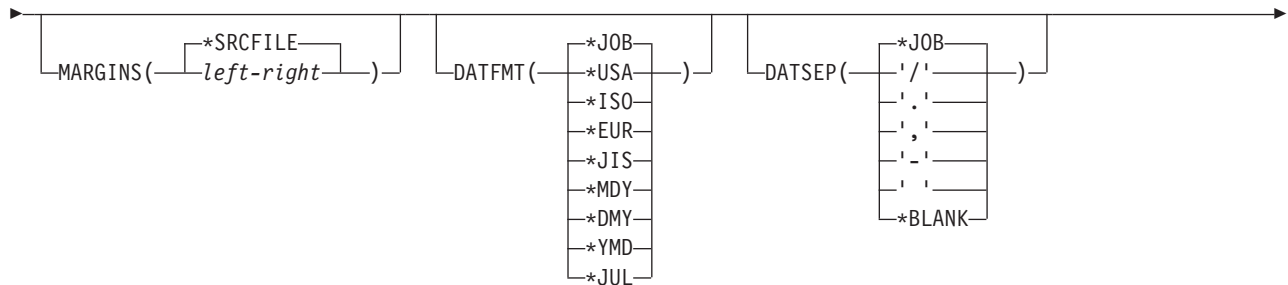 MARGINS( *SRCFILE left-right )
DATFMT( *JOB )
*USA
*ISO
*EUR
*JIS
*MDY
*DMY
*YMD
*JUL
DATSEP( *JOB )
'/'
'.'
','
'-'
' '
*BLANK